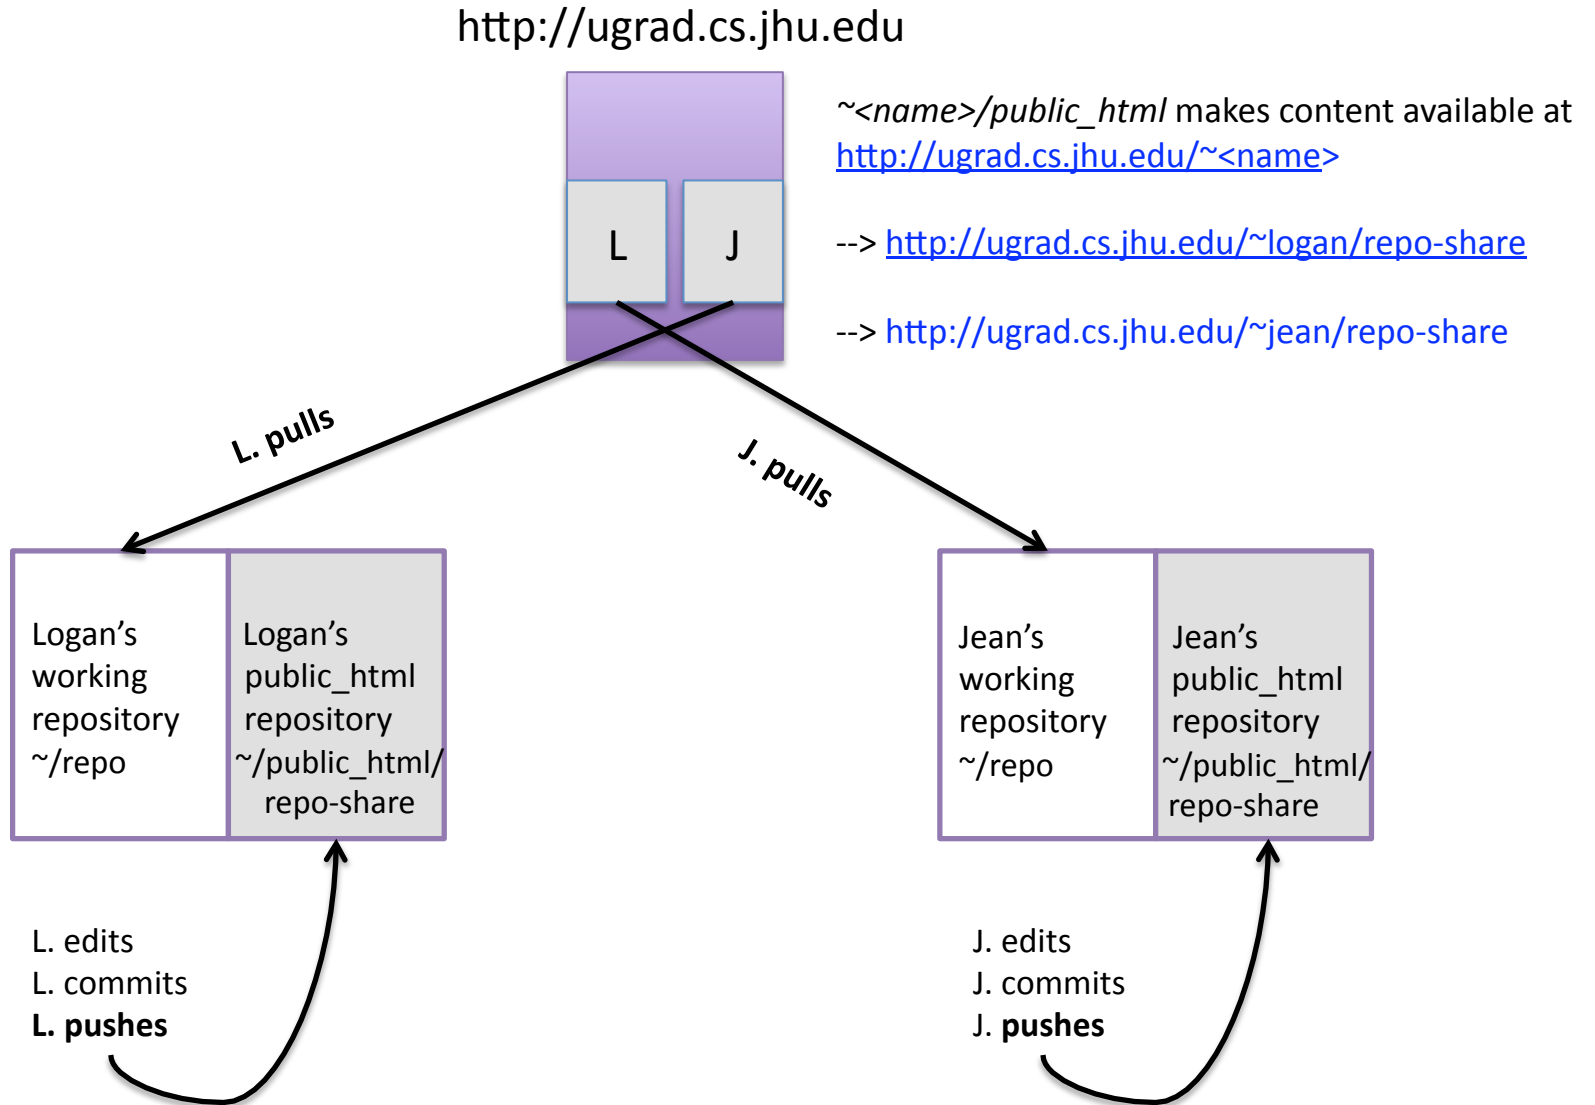 http://ugrad.cs.jhu.edu
~<name>/public_html makes content available at
http://ugrad.cs.jhu.edu/~<name>
--> http://ugrad.cs.jhu.edu/~logan/repo-share
--> http://ugrad.cs.jhu.edu/~jean/repo-share
L
J
L. pulls
J. pulls
Logan’s
working
repository
~/repo
Logan’s
public_html
repository
~/public_html/
repo-share
Jean’s
working
repository
~/repo
Jean’s
public_html
repository
~/public_html/
repo-share
L. edits
L. commits
L. pushes
J. edits
J. commits
J. pushes